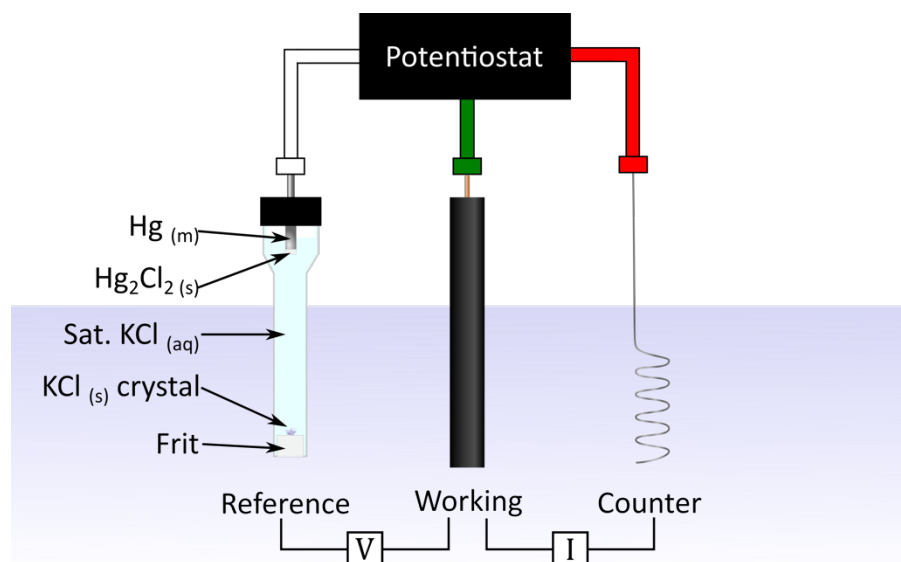 Potentiostat
Hg (m)
Hg₂Cl₂ (s)
Sat. KCl (aq)
KCl (s) crystal
Frit
Reference Working Counter
V I